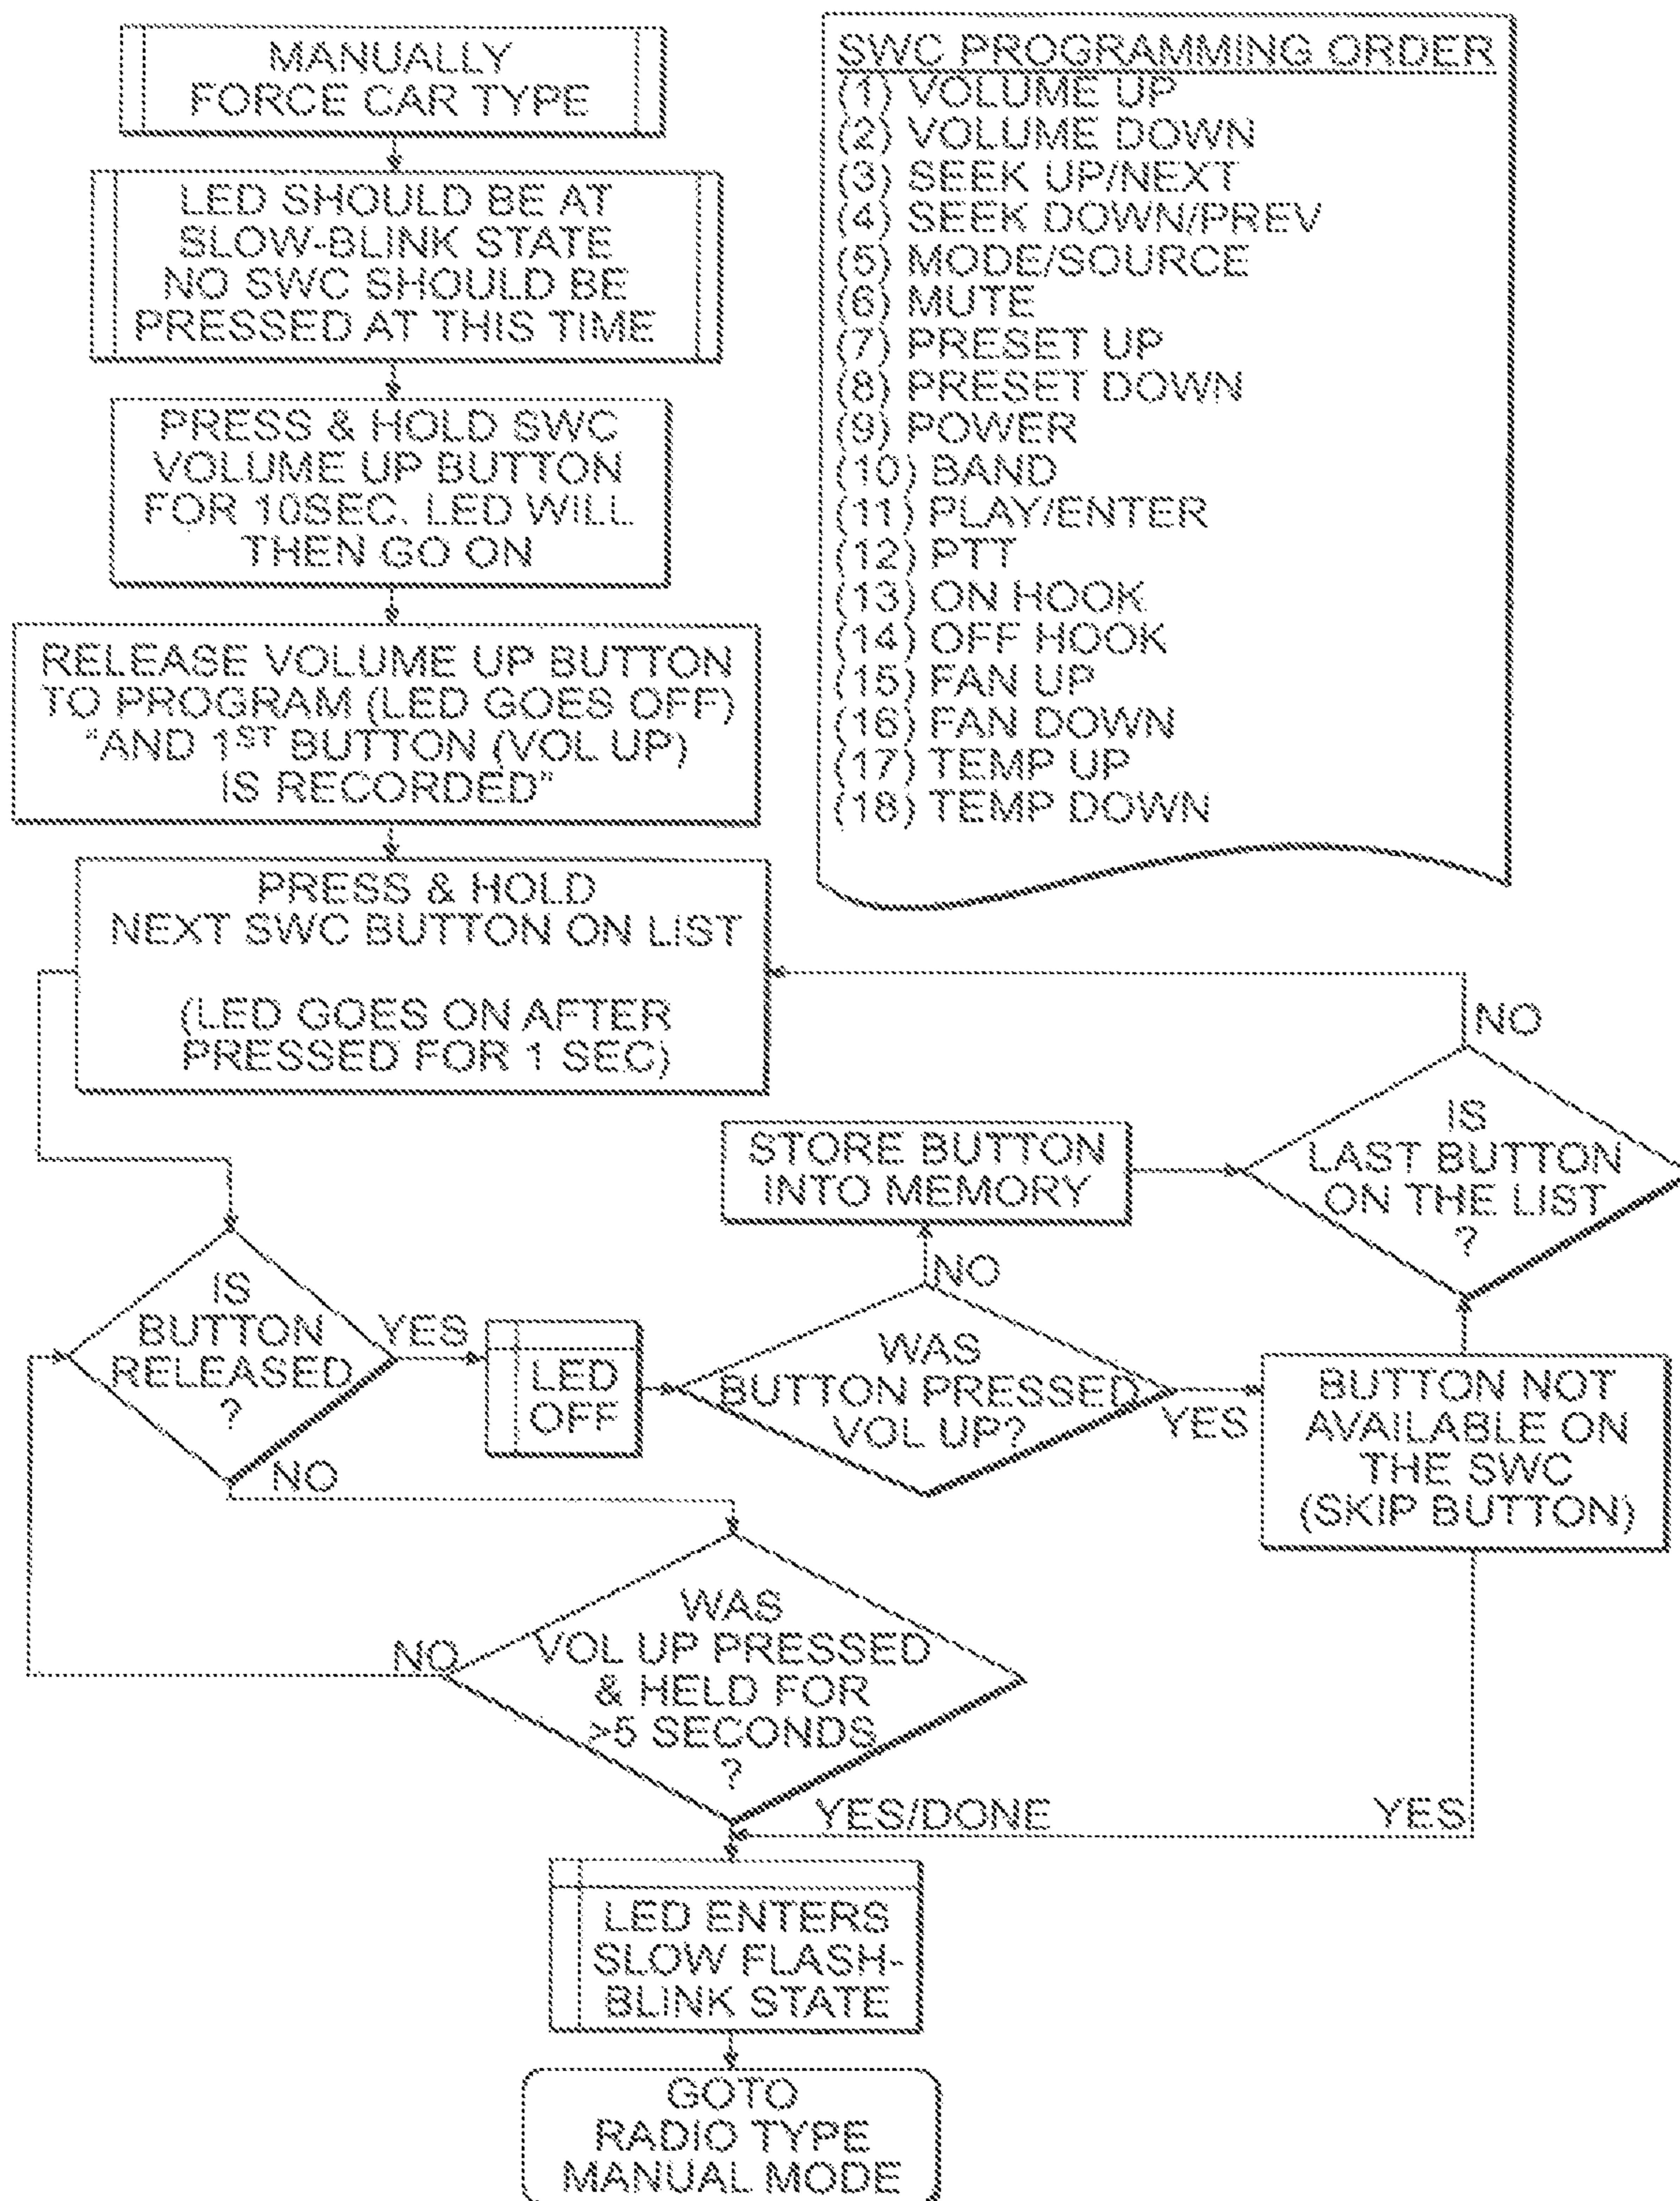 MANUALLY
FORCE CAR TYPE
LED SHOULD BE AT
SLOW-BLINK STATE
NO SWC SHOULD BE
PRESSED AT THIS TIME
PRESS & HOLD SWC
VOLUME UP BUTTON
FOR 10SEC. LED WILL
THEN GO ON
RELEASE VOLUME UP BUTTON
TO PROGRAM (LED GOES OFF)
"AND 1ST BUTTON (VOL UP)
IS RECORDED"
PRESS & HOLD
NEXT SWC BUTTON ON LIST
(LED GOES ON AFTER
PRESSED FOR 1 SEC)
SWC PROGRAMMING ORDER
(1) VOLUME UP
(2) VOLUME DOWN
(3) SEEK UP/NEXT
(4) SEEK DOWN/PREV
(5) MODE/SOURCE
(6) MUTE
(7) PRESET UP
(8) PRESET DOWN
(9) POWER
(10) BAND
(11) PLAY/ENTER
(12) PTT
(13) ON HOOK
(14) OFF HOOK
(15) FAN UP
(16) FAN DOWN
(17) TEMP UP
(18) TEMP DOWN
NO
IS
LAST BUTTON
ON THE LIST
?
STORE BUTTON
INTO MEMORY
NO
IS
BUTTON
RELEASED
?
YES
LED
OFF
WAS
BUTTON PRESSED
VOL UP?
YES
BUTTON NOT
AVAILABLE ON
THE SWC
(SKIP BUTTON)
NO
WAS
VOL UP PRESSED
& HELD FOR
>5 SECONDS
?
NO
YES/DONE
YES
LED ENTERS
SLOW FLASH-
BLINK STATE
GOTO
RADIO TYPE
MANUAL MODE